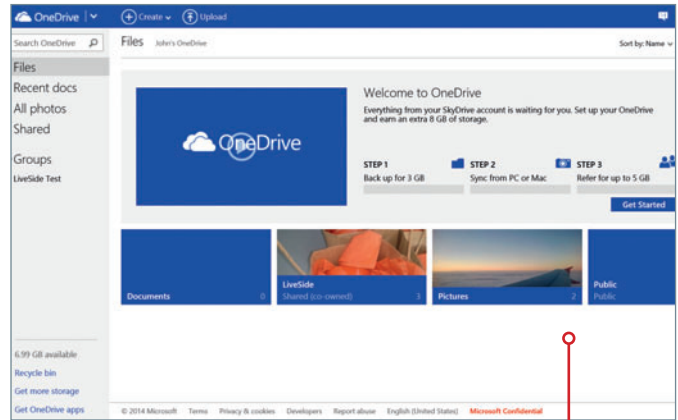 OneDrive
Create
Upload
Search OneDrive
Files
Recent docs
All photos
Shared
Groups
LiveSide Test
6.99 GB available
Recycle bin
Get more storage
Get OneDrive apps
Files John's OneDrive
Sort by: Name
OneDrive
Welcome to OneDrive
Everything from your SkyDrive account is waiting for you. Set up your OneDrive
and earn an extra 8 GB of storage.
STEP 1
Back up for 3 GB
STEP 2
Sync from PC or Mac
STEP 3
Refer for up to 5 GB
Get Started
Documents 0
LiveSide
Shared (co-owned) 3
Pictures 2
Public
Public
© 2014 Microsoft Terms Privacy & cookies Developers Report abuse English (United States) Microsoft Confidential